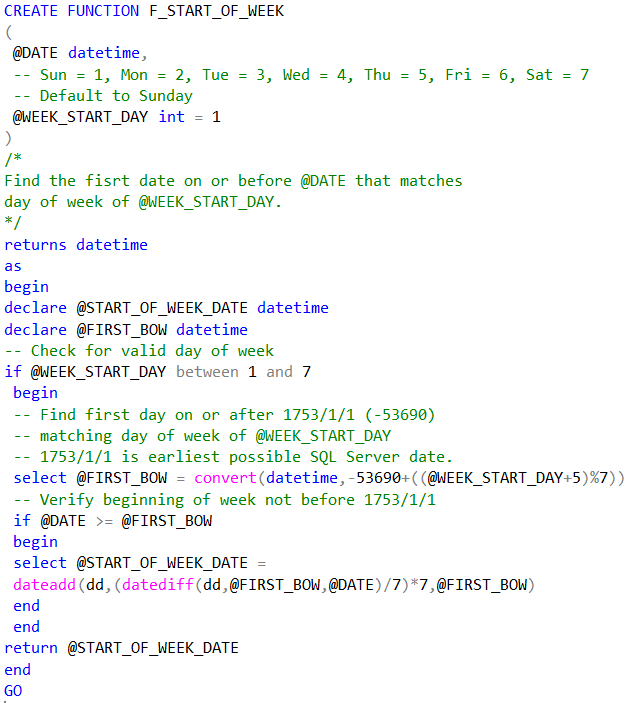 CREATE FUNCTION F_START_OF_WEEK
(
 @DATE datetime,
 -- Sun = 1, Mon = 2, Tue = 3, Wed = 4, Thu = 5, Fri = 6, Sat = 7
 -- Default to Sunday
 @WEEK_START_DAY int = 1
)
/*
Find the fisrt date on or before @DATE that matches
day of week of @WEEK_START_DAY.
*/
returns datetime
as
begin
declare @START_OF_WEEK_DATE datetime
declare @FIRST_BOW datetime
-- Check for valid day of week
if @WEEK_START_DAY between 1 and 7
 begin
 -- Find first day on or after 1753/1/1 (-53690)
 -- matching day of week of @WEEK_START_DAY
 -- 1753/1/1 is earliest possible SQL Server date.
 select @FIRST_BOW = convert(datetime,-53690+((@WEEK_START_DAY+5)%7))
 -- Verify beginning of week not before 1753/1/1
 if @DATE >= @FIRST_BOW
 begin
 select @START_OF_WEEK_DATE =
 dateadd(dd,(datediff(dd,@FIRST_BOW,@DATE)/7)*7,@FIRST_BOW)
 end
 end
return @START_OF_WEEK_DATE
end
GO